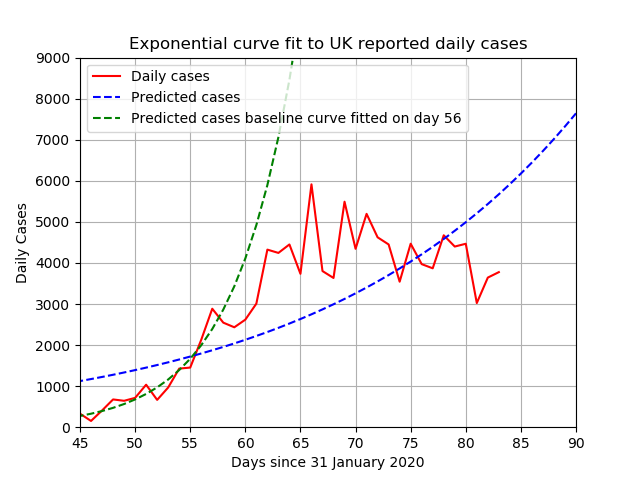 Exponential curve fit to UK reported daily cases
Daily cases
Predicted cases
Predicted cases baseline curve fitted on day 56
9000
8000
7000
6000
5000
4000
3000
2000
1000
0
Daily Cases
45 50 55 60 65 70 75 80 85 90
Days since 31 January 2020